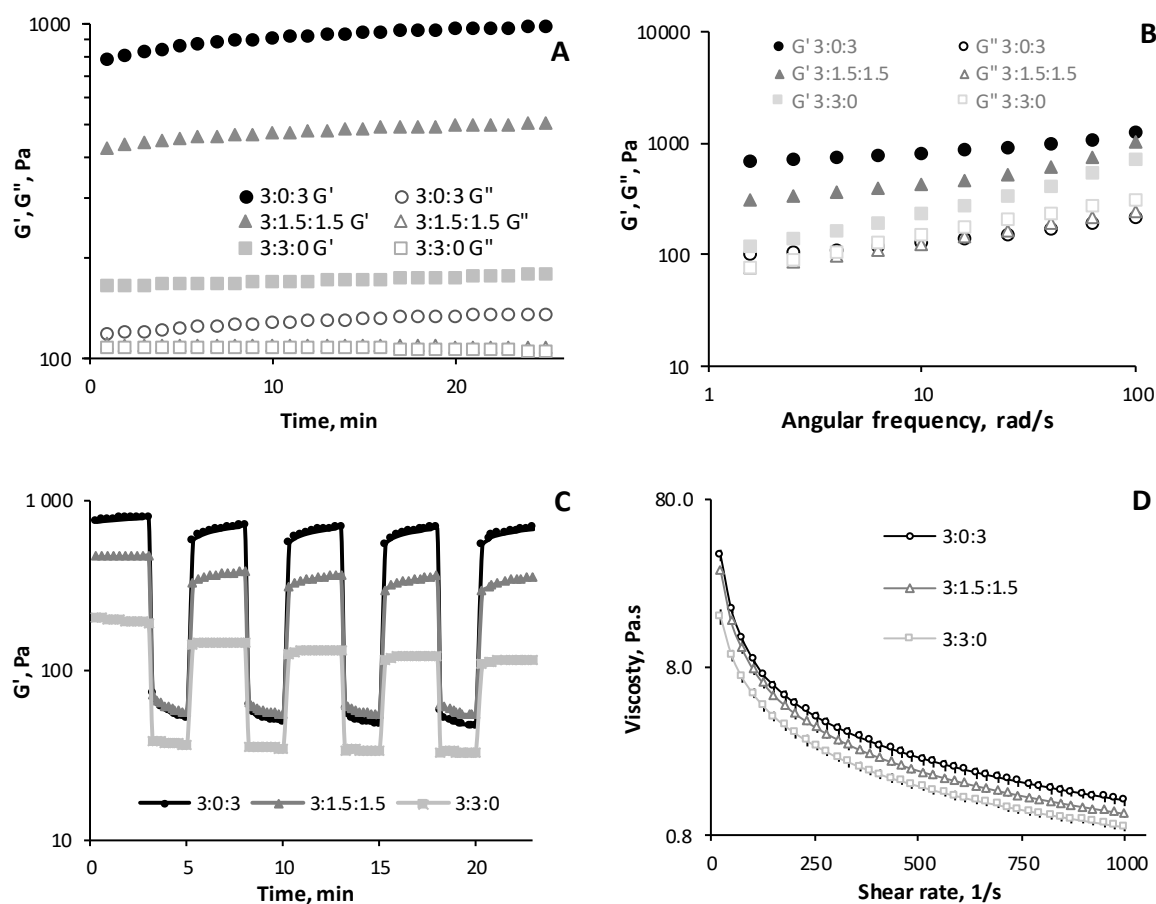 A
G', G", Pa
1000
100
3:0:3 G' 3:0:3 G"
3:1.5:1.5 G' 3:1.5:1.5 G"
3:3:0 G' 3:3:0 G"
0 10 20
Time, min
B
G', G", Pa
10000
1000
100
10
G' 3:0:3 G" 3:0:3
G' 3:1.5:1.5 G" 3:1.5:1.5
G' 3:3:0 G" 3:3:0
1 10 100
Angular frequency, rad/s
C
G', Pa
1 000
100
10
3:0:3 3:1.5:1.5 3:3:0
0 5 10 15 20
Time, min
D
Viscosty, Pa.s
80.0
8.0
0.8
3:0:3
3:1.5:1.5
3:3:0
0 250 500 750 1000
Shear rate, 1/s